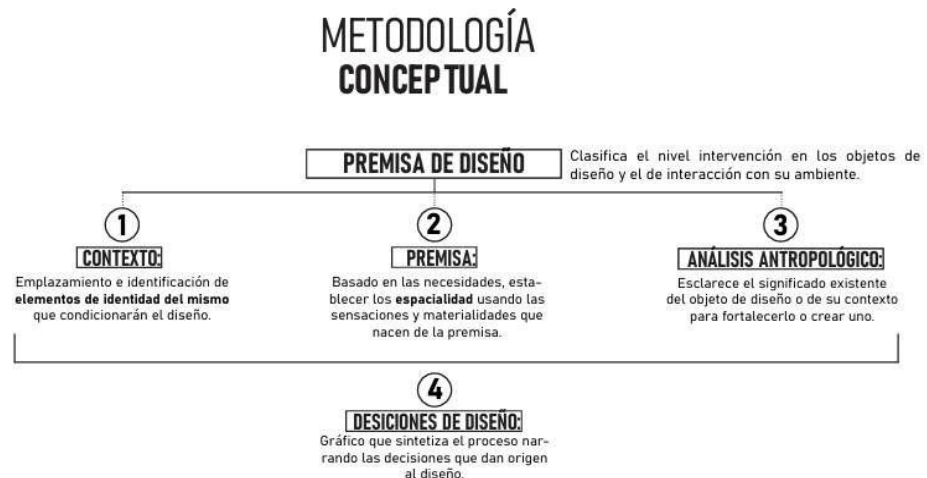 METODOLOGÍA
CONCEPTUAL
PREMISA DE DISEÑO
Clasifica el nivel intervención en los objetos de
diseño y el de interacción con su ambiente.
1
CONTEXTO:
Emplazamiento e identificación de
elementos de identidad del mismo
que condicionarán el diseño.
2
PREMISA:
Basado en las necesidades, esta-
blecer los espacialidad usando las
sensaciones y materialidades que
nacen de la premisa.
3
ANÁLISIS ANTROPOLÓGICO:
Esclarece el significado existente
del objeto de diseño o de su contexto
para fortalecerlo o crear uno.
4
DESICIONES DE DISEÑO:
Gráfico que sintetiza el proceso nar-
rando las decisiones que dan origen
al diseño.